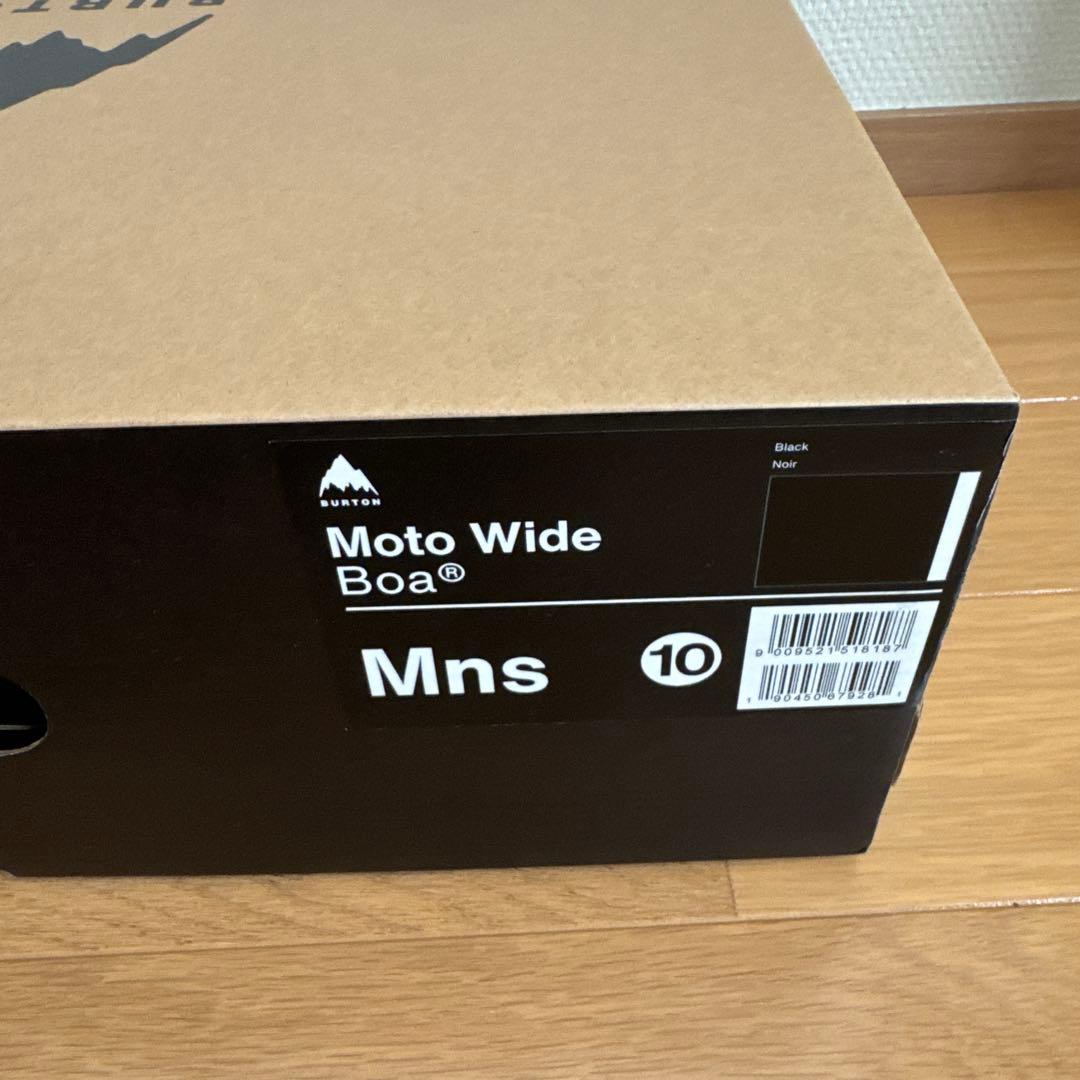 BURTON
Moto Wide
Boa®
Mns
10
Black
Noir
9 009521 518187
1 90450 67928 1